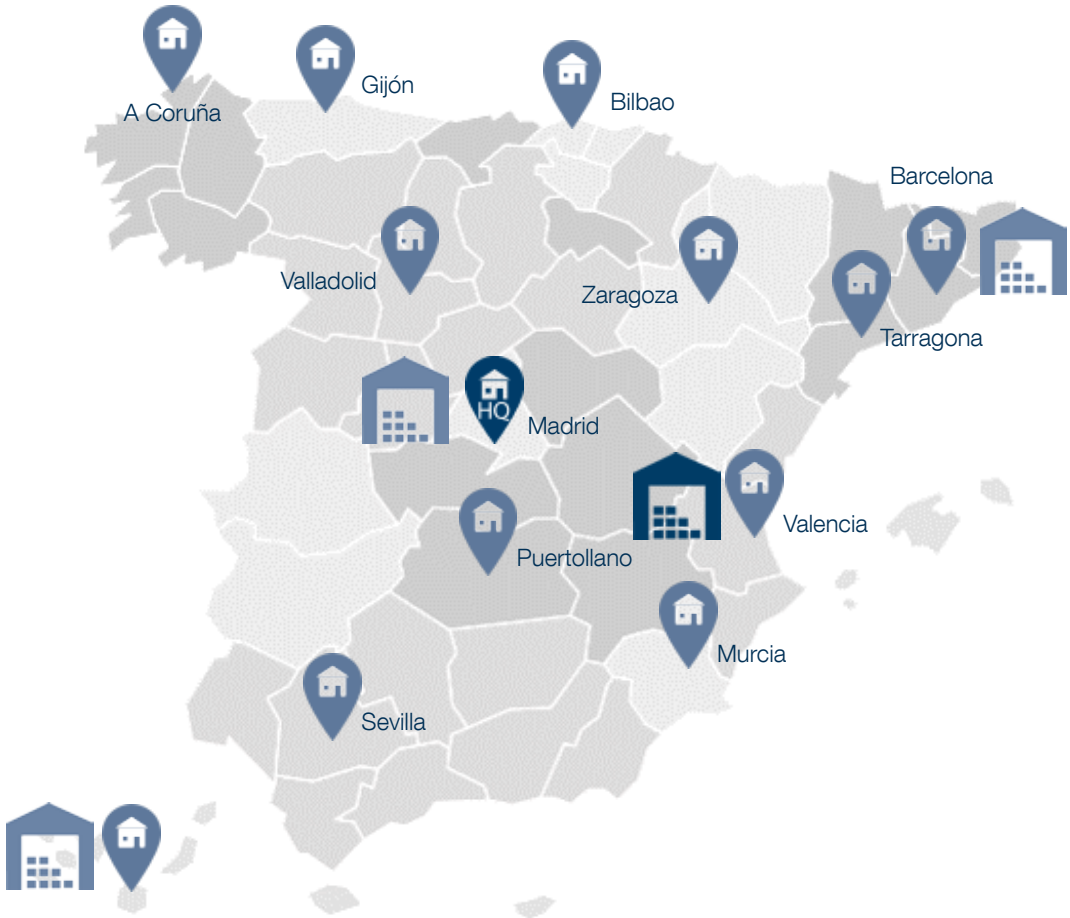 Gijón
Bilbao
A Coruña
Barcelona
Valladolid
Zaragoza
Tarragona
HQ
Madrid
Valencia
Puertollano
Murcia
Sevilla